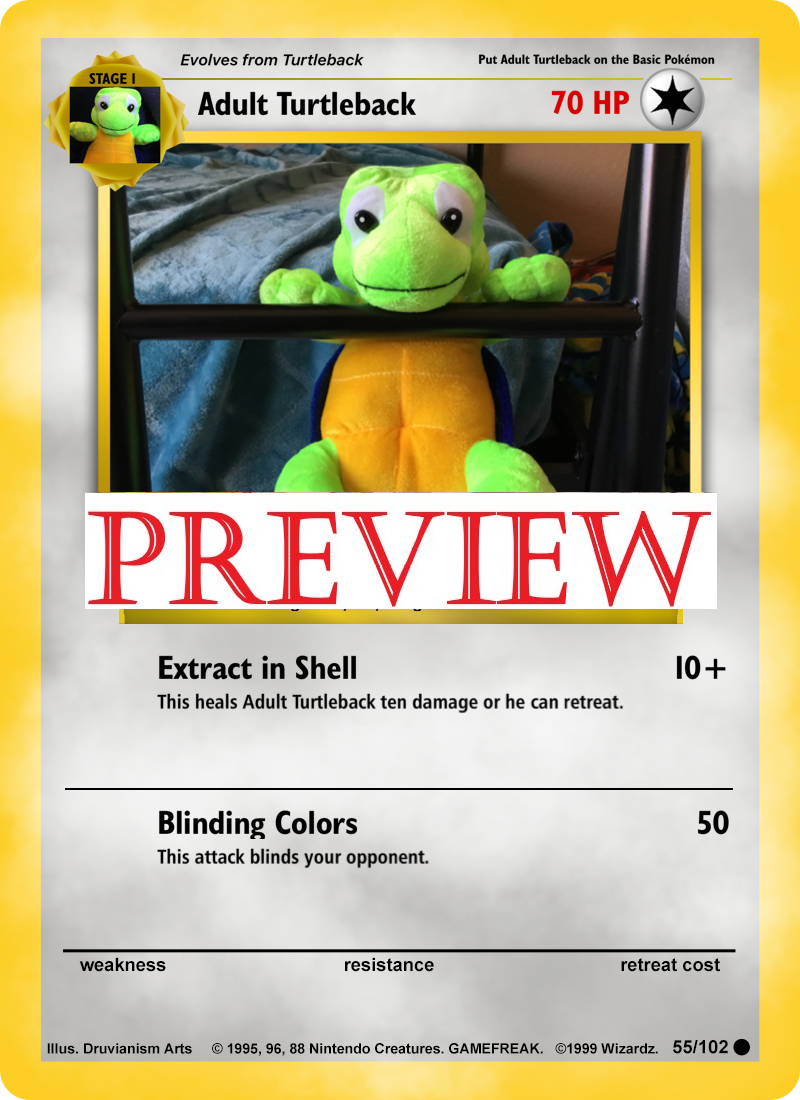 Evolves from Turtleback
Put Adult Turtleback on the Basic Pokémon
STAGE I
Adult Turtleback
70 HP
PREVIEW
Extract in Shell
10+
This heals Adult Turtleback ten damage or he can retreat.
Blinding Colors
50
This attack blinds your opponent.
weakness
resistance
retreat cost
Illus. Druvianism Arts © 1995, 96, 88 Nintendo Creatures. GAMEFREAK. ©1999 Wizardz. 55/102